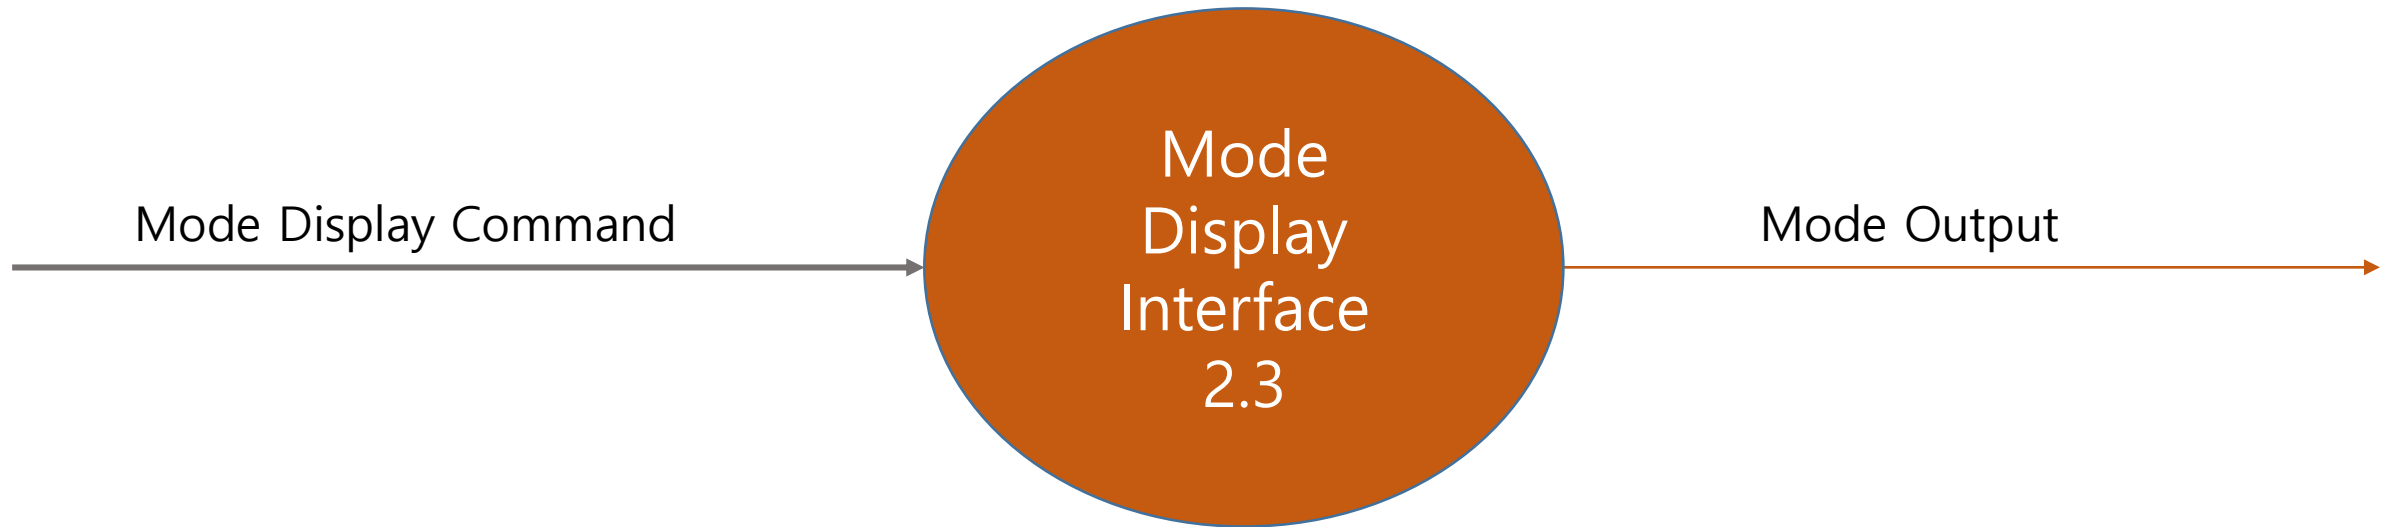 Mode Display Command
Mode
Display
Interface
2.3
Mode Output